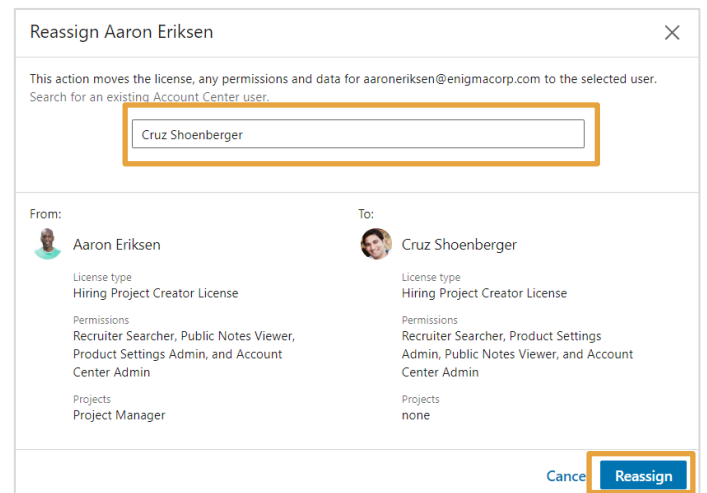 Reassign Aaron Eriksen
This action moves the license, any permissions and data for aaroneriksen@enigmacorp.com to the selected user.
Search for an existing Account Center user.
Cruz Shoenberger
From:
Aaron Eriksen
License type
Hiring Project Creator License
Permissions
Recruiter Searcher, Public Notes Viewer,
Product Settings Admin, and Account
Center Admin
Projects
Project Manager
To:
Cruz Shoenberger
License type
Hiring Project Creator License
Permissions
Recruiter Searcher, Product Settings
Admin, Public Notes Viewer, and Account
Center Admin
Projects
none
Cance
Reassign